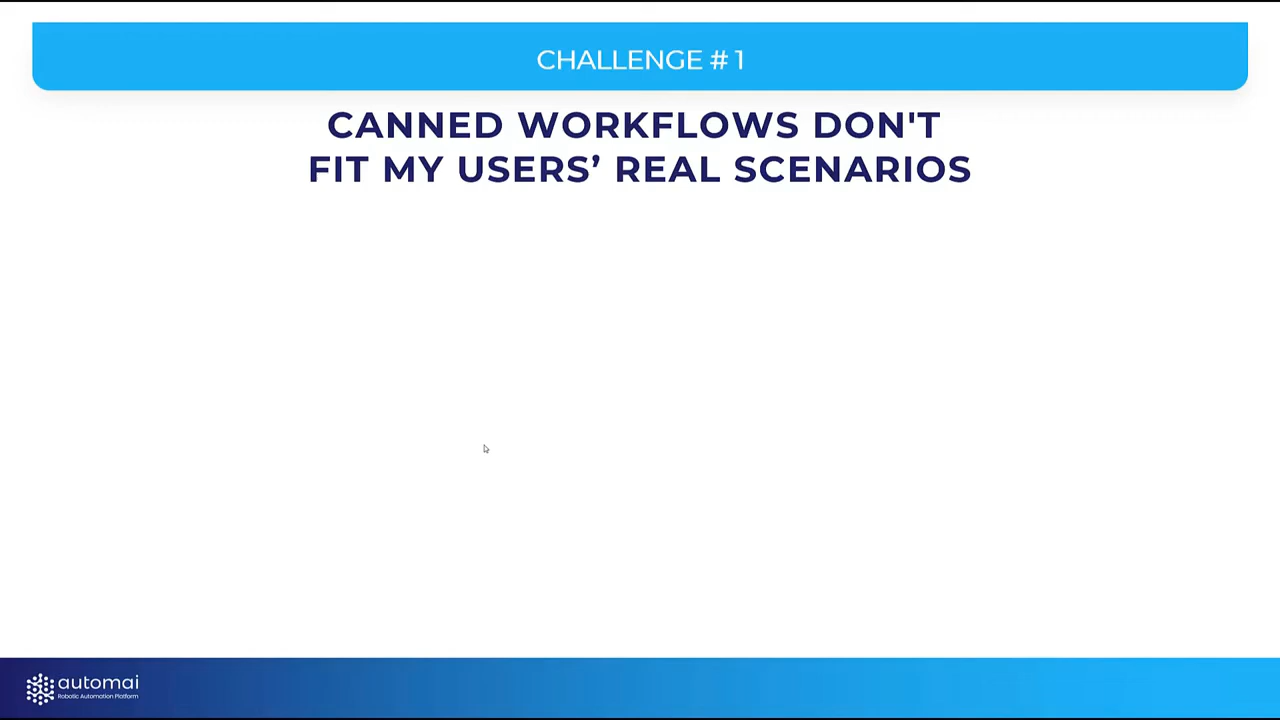 CHALLENGE # 1
CANNED WORKFLOWS DON'T
FIT MY USERS’ REAL SCENARIOS
automai
Robotic Automation Platform